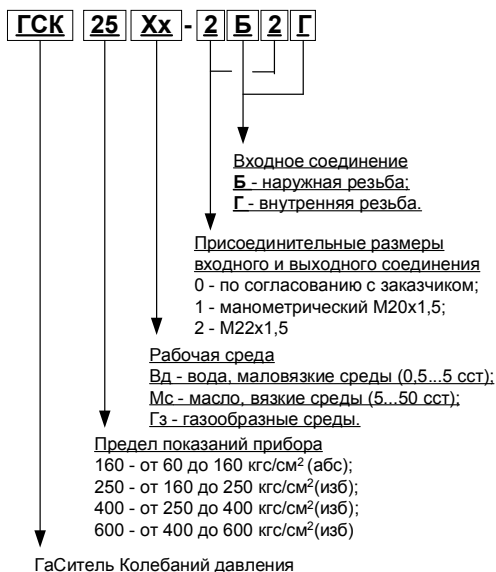 ГСК 25 Хх - 2 Б 2 Г
Входное соединение
Б - наружная резьба;
Г - внутренняя резьба.
Присоединительные размеры
входного и выходного соединения
0 - по согласованию с заказчиком;
1 - манометрический М20х1,5;
2 - М22х1,5
Рабочая среда
Вд - вода, маловязкие среды (0,5...5 сст);
Мс - масло, вязкие среды (5...50 сст);
Гз - газообразные среды.
Предел показаний прибора
160 - от 60 до 160 кгс/см² (абс);
250 - от 160 до 250 кгс/см²(изб);
400 - от 250 до 400 кгс/см²(изб);
600 - от 400 до 600 кгс/см²(изб)
ГаСитель Колебаний давления